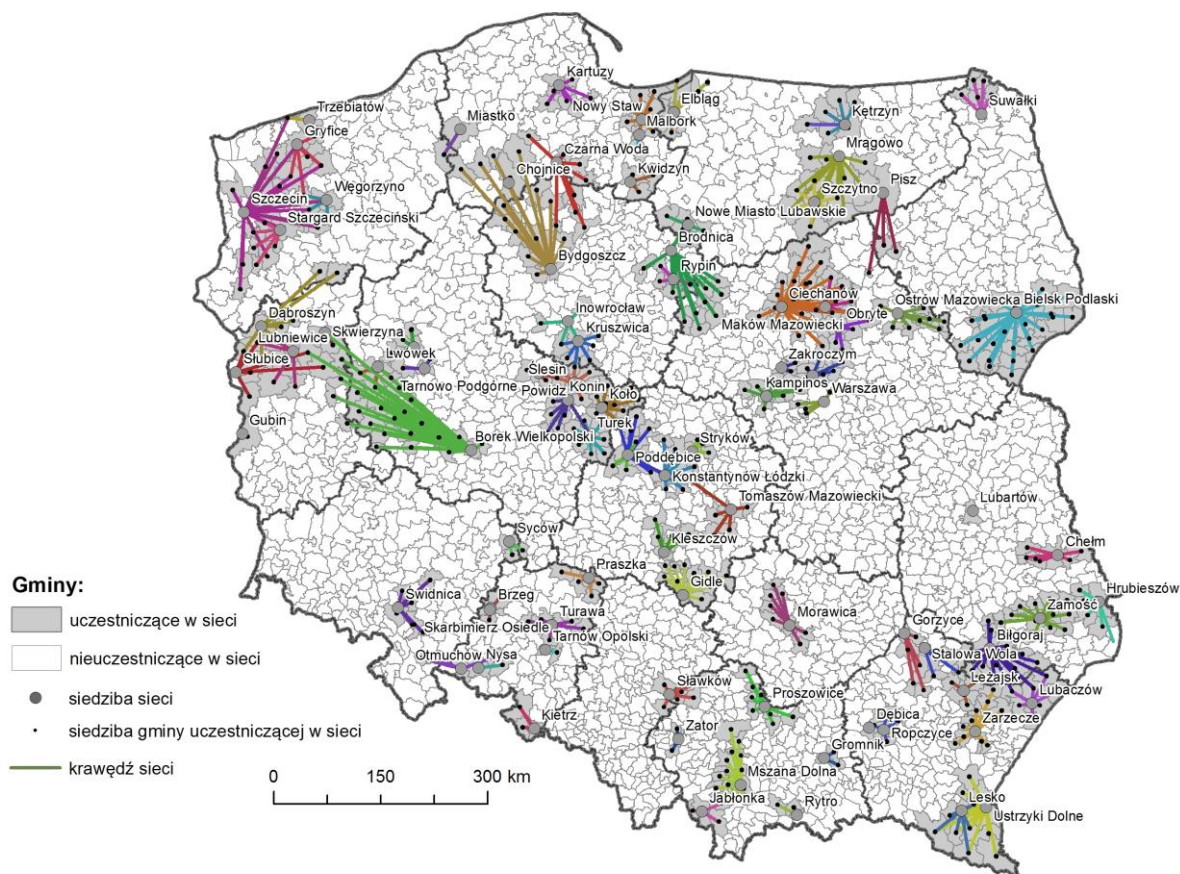 Kartuzy
Suwałki
Trzebiatów
Nowy Staw
Elbląg
Kętrzyn
Miastko
Malbork
Gryfice
Mrągowo
Czarna Woda
Chojnice
Kwidzyn
Pisz
Węgorzyno
Szczecin
Szczytno
Stargard Szczeciński
Nowe Miasto Lubawskie
Brodnica
Bydgoszcz
Rypin
Ciechanów
Ostrów Mazowiecka
Bielsk Podlaski
Inowrocław
Obryte
Dąbroszyn
Skwierzyna
Kruszwica
Maków Mazowiecki
Lubniewice
Lwówek
Zakroczym
Słubice
Ślesin
Tarnowo Podgórne
Powidz
Konin
Koło
Kampinos
Warszawa
Gubin
Turek
Borek Wielkopolski
Stryków
Poddębice
Konstantynów Łódzki
Tomaszów Mazowiecki
Lubartów
Syców
Kleszczów
Chełm
Praszka
Gidle
Gminy:
Świdnica
Brzeg
Hrubieszów
uczestniczące w sieci
Turawa
Morawica
Zamość
Skarbimierz Osiedle
Gorzyce
Tarnów Opolski
Biłgoraj
nieuczestniczące w sieci
Otmuchów
Nysa
Stalowa Wola
Sławków
Leżajsk
siedziba sieci
Proszowice
Lubaczów
Kietrz
Dębica
Zarzecze
siedziba gminy uczestniczącej w sieci
Zator
Ropczyce
Gromnik
krawędź sieci
Mszana Dolna
0 150 300 km
Jabłonka
Rytro
Lesko
Ustrzyki Dolne